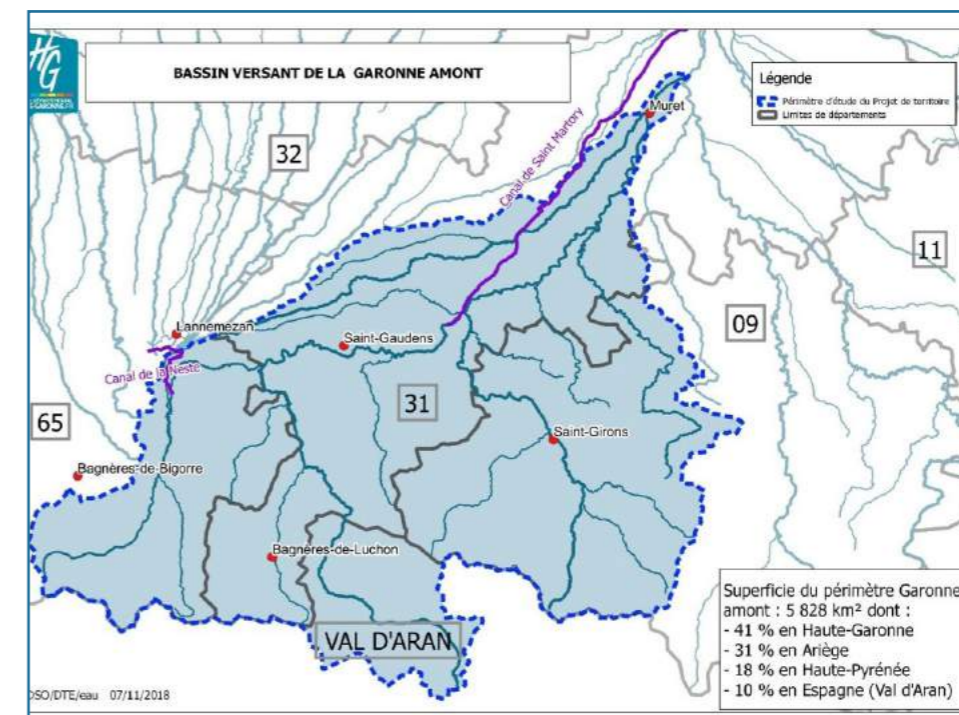 HG
BASSIN VERSANT DE LA GARONNE AMONT
Légende
Périmètre d'étude du Projet de territoire
Limites de départements
Muret
Canal de Saint Martory
32
11
09
Lannemezan
Saint-Gaudens
Canal de la Neste
31
65
Saint-Girons
Bagnères-de-Bigorre
Bagnères-de-Luchon
VAL D'ARAN
Superficie du périmètre Garonne
amont : 5 828 km² dont :
- 41 % en Haute-Garonne
- 31 % en Ariège
- 18 % en Haute-Pyrénée
- 10 % en Espagne (Val d'Aran)
DSO/DTE/eau 07/11/2018